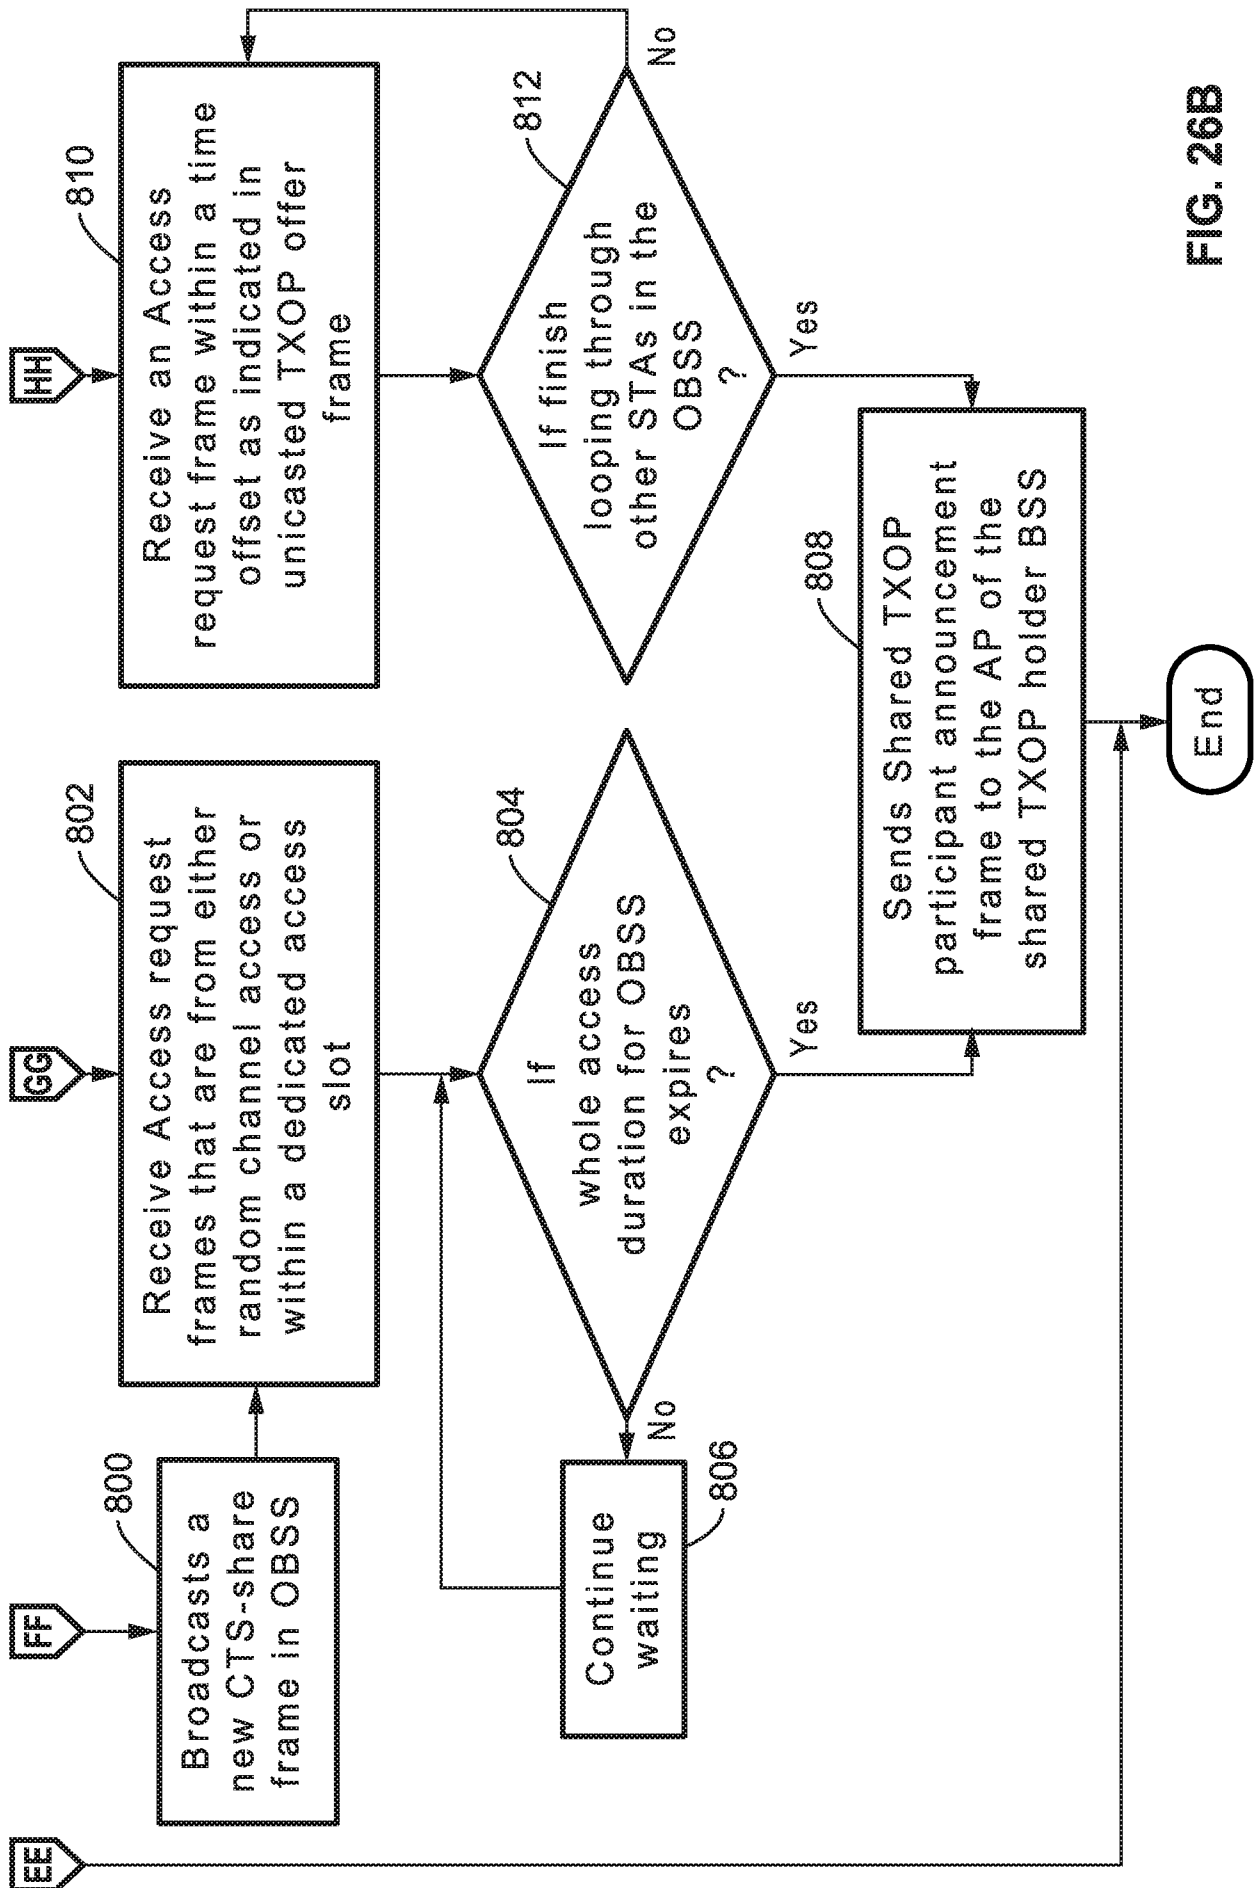 EE
FF
GG
HH
800
Broadcasts a
new CTS-share
frame in OBSS
802
Receive Access request
frames that are from either
random channel access or
within a dedicated access
slot
810
Receive an Access
request frame within a time
offset as indicated in
unicasted TXOP offer
frame
804
If
whole access
duration for OBSS
expires
?
No
Yes
Continue
waiting
806
812
If finish
looping through
other STAs in the
OBSS
?
No
Yes
808
Sends Shared TXOP
participant announcement
frame to the AP of the
shared TXOP holder BSS
End
FIG. 26B